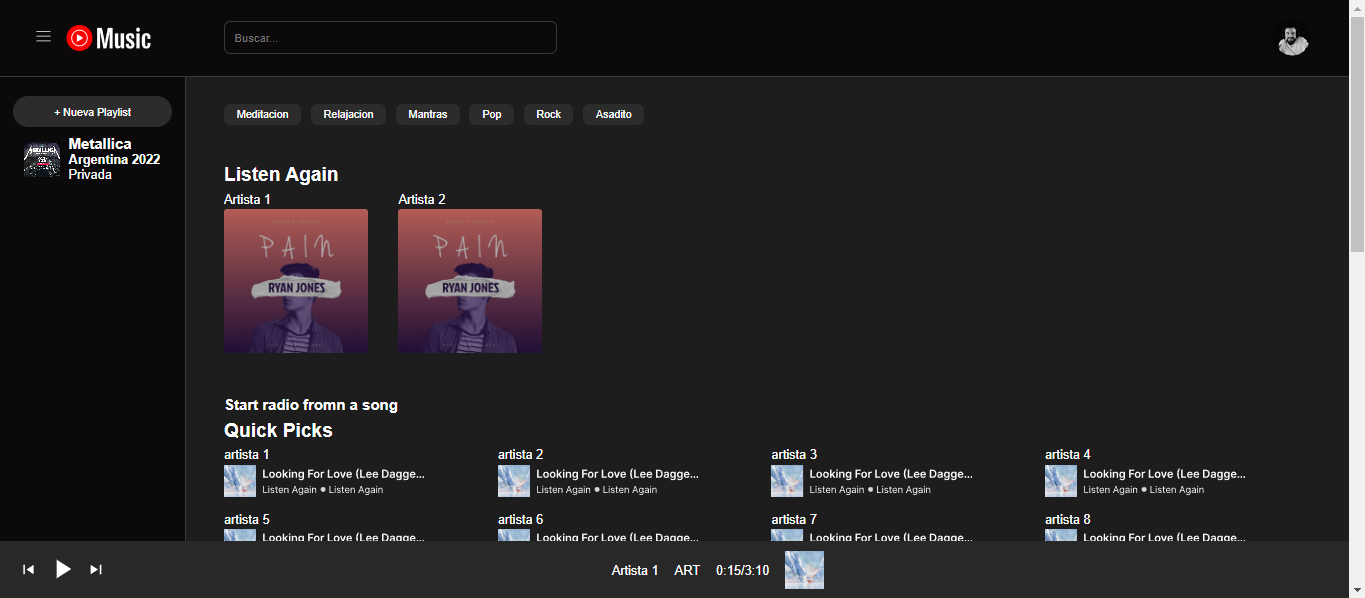 Music
Buscar...
+ Nueva Playlist
Metallica
Argentina 2022
Privada
Meditacion Relajacion Mantras Pop Rock Asadito
Listen Again
Artista 1 Artista 2
PAIN PAIN
RYAN JONES RYAN JONES
Start radio fromn a song
Quick Picks
artista 1 artista 2 artista 3 artista 4
Looking For Love (Lee Dagge... Looking For Love (Lee Dagge... Looking For Love (Lee Dagge... Looking For Love (Lee Dagge...
Listen Again ● Listen Again Listen Again ● Listen Again Listen Again ● Listen Again Listen Again ● Listen Again
artista 5 artista 6 artista 7 artista 8
Looking For Love (Lee Dagge... Looking For Love (Lee Dagge... Looking For Love (Lee Dagge... Looking For Love (Lee Dagge...
Artista 1 ART 0:15/3:10